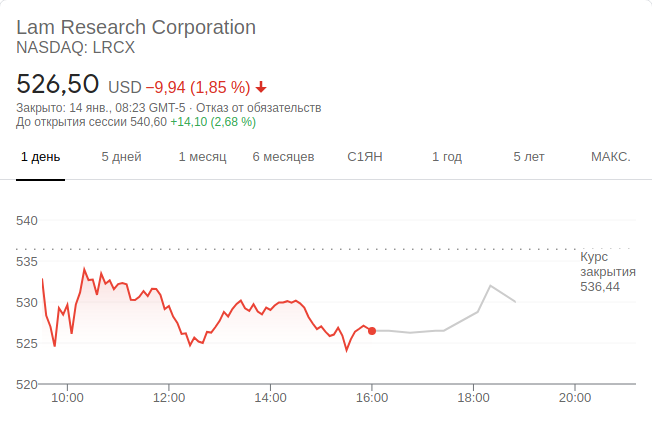 Lam Research Corporation
NASDAQ: LRCX
526,50 USD −9,94 (1,85 %)
Закрыто: 14 янв., 08:23 GMT-5 · Отказ от обязательств
До открытия сессии 540,60 +14,10 (2,68 %)
1 день 5 дней 1 месяц 6 месяцев С1ЯН 1 год 5 лет МАКС.
540
535
530
525
520
Курс
закрытия
536,44
10:00 12:00 14:00 16:00 18:00 20:00